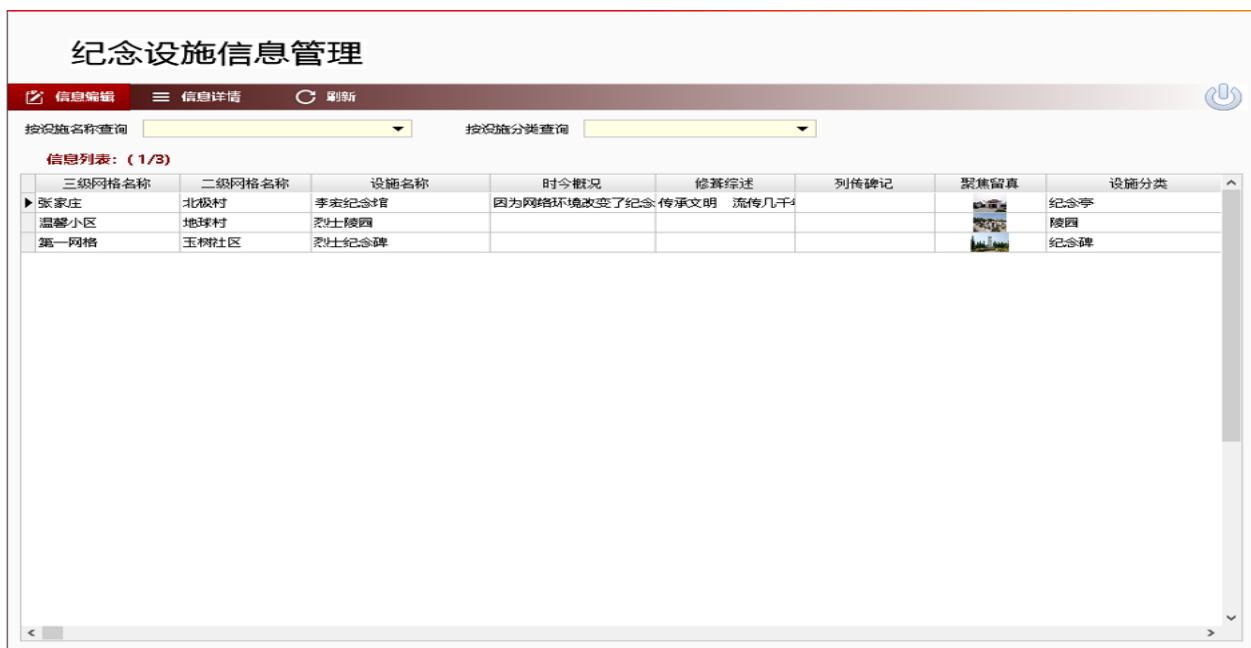 纪念设施信息管理
信息编辑 信息详情 刷新
按设施名称查询 按设施分类查询
信息列表：( 1/3)
三级网格名称 二级网格名称 设施名称 时今概况 修葺综述 列传碑记 聚焦留真 设施分类
张家庄 北极村 李宏纪念馆 因为网络环境改变了纪念 传承文明 流传几千 纪念亭
温馨小区 地球村 烈士陵园 陵园
第一网格 玉树社区 烈士纪念碑 纪念碑